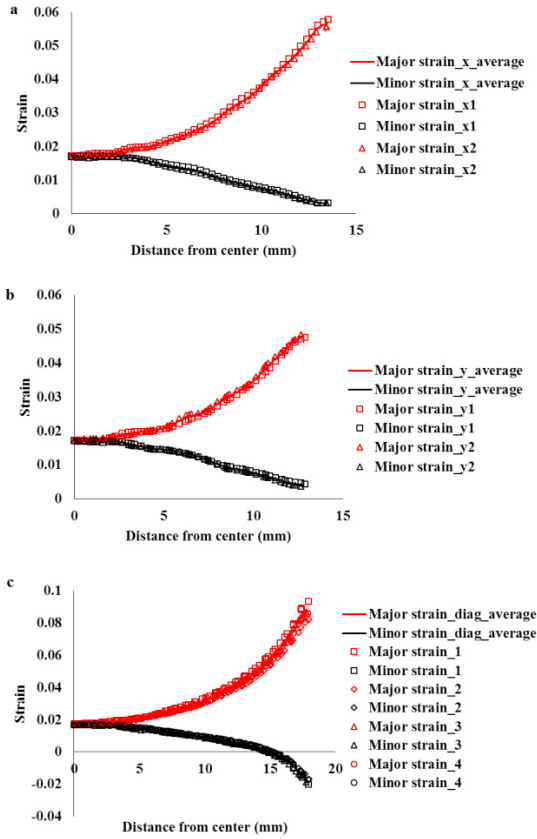 a
0.06
0.05
0.04
0.03
0.02
0.01
0
Strain
0
5
10
15
Distance from center (mm)
Major strain_x_average
Minor strain_x_average
Major strain_x1
Minor strain_x1
Major strain_x2
Minor strain_x2
b
0.06
0.05
0.04
0.03
0.02
0.01
0
Strain
0
5
10
15
Distance from center (mm)
Major strain_y_average
Minor strain_y_average
Major strain_y1
Minor strain_y1
Major strain_y2
Minor strain_y2
c
0.1
0.08
0.06
0.04
0.02
0
-0.02
-0.04
Strain
0
5
10
15
20
Distance from center (mm)
Major strain_diag_average
Minor strain_diag_average
Major strain_1
Minor strain_1
Major strain_2
Minor strain_2
Major strain_3
Minor strain_3
Major strain_4
Minor strain_4